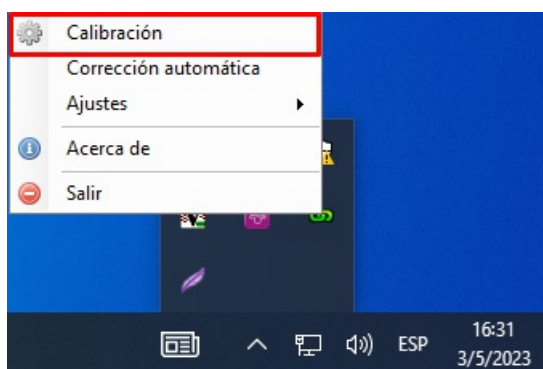 Calibración
Corrección automática
Ajustes
Acerca de
Salir
ESP
16:31
3/5/2023